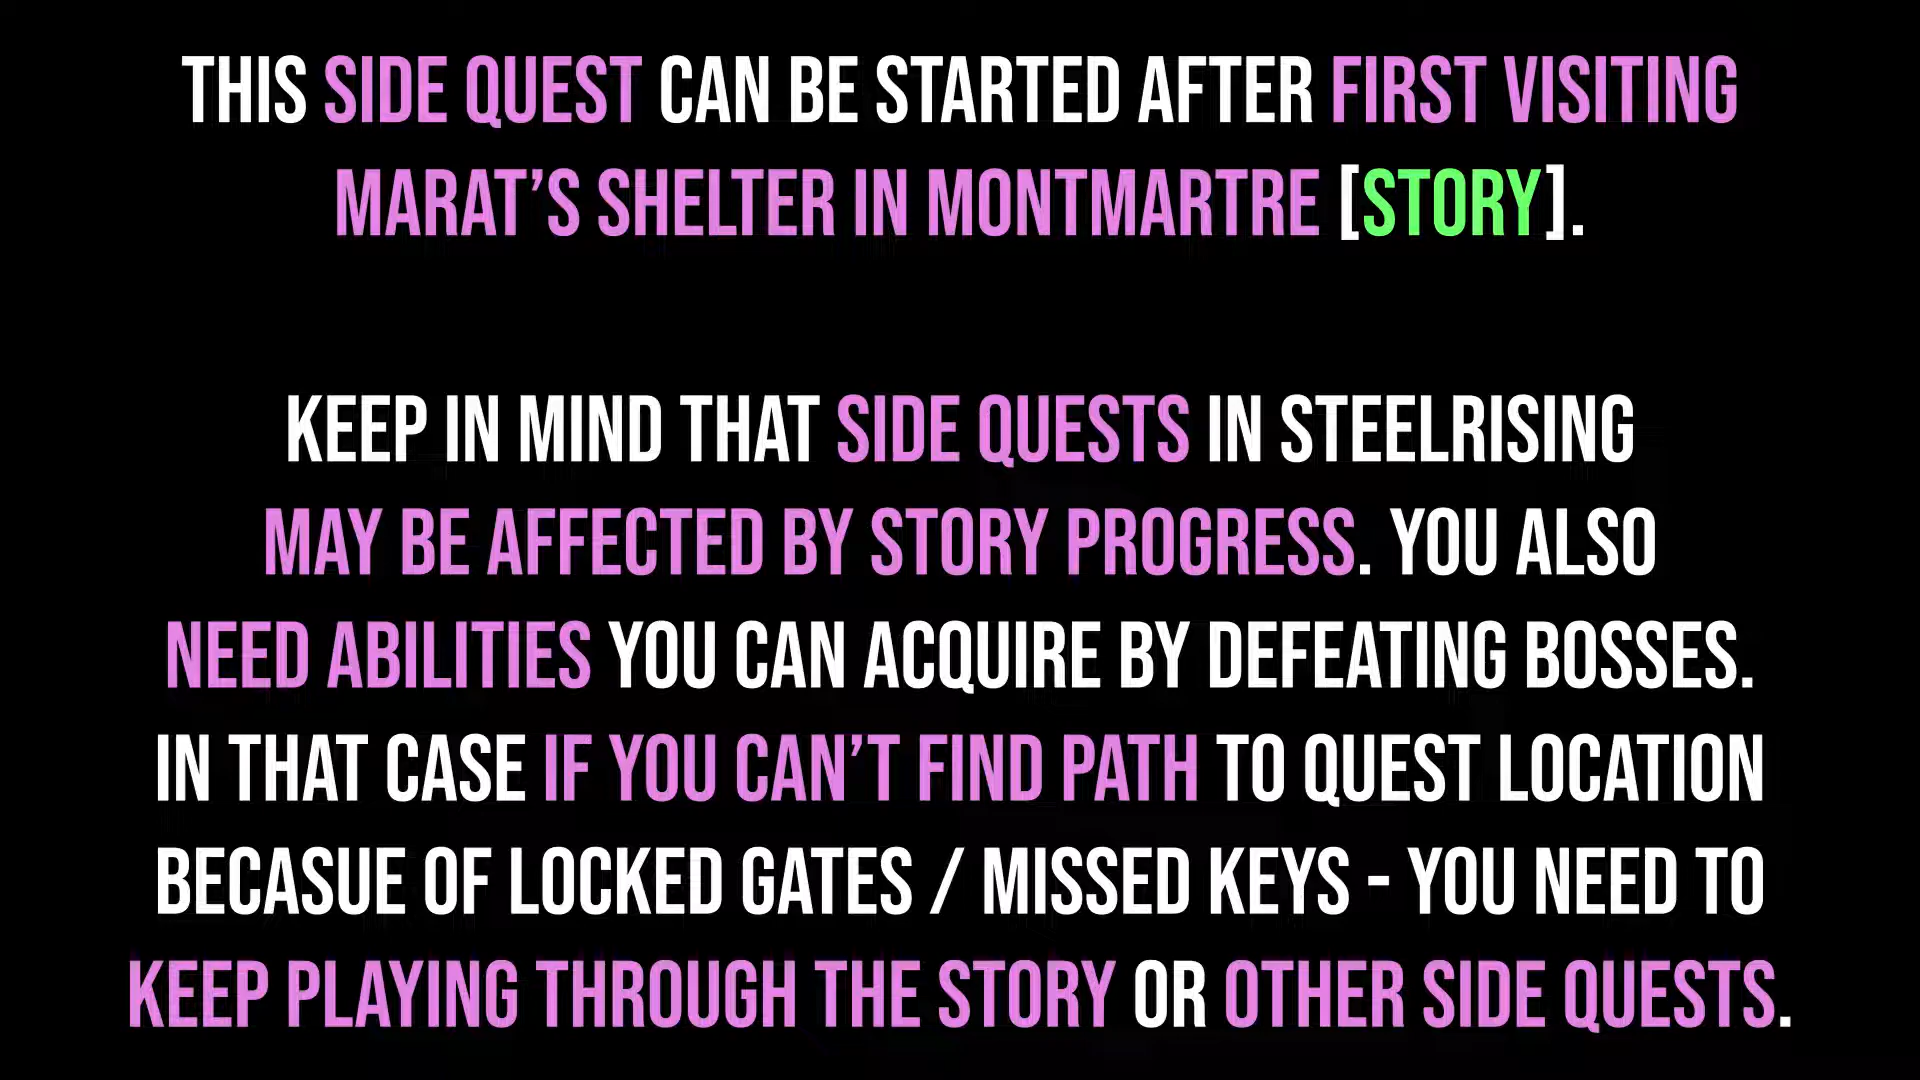 THIS SIDE QUEST CAN BE STARTED AFTER FIRST VISITING
MARAT'S SHELTER IN MONTMARTRE [STORY].
KEEP IN MIND THAT SIDE QUESTS IN STEELRISING
MAY BE AFFECTED BY STORY PROGRESS. YOU ALSO
NEED ABILITIES YOU CAN ACQUIRE BY DEFEATING BOSSES.
IN THAT CASE IF YOU CAN'T FIND PATH TO QUEST LOCATION
BECASUE OF LOCKED GATES / MISSED KEYS - YOU NEED TO
KEEP PLAYING THROUGH THE STORY OR OTHER SIDE QUESTS.